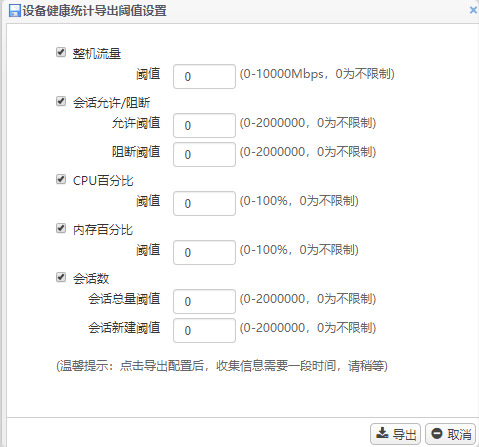 设备健康统计导出阈值设置
整机流量
阈值 0 (0-10000Mbps，0为不限制)
会话允许/阻断
允许阈值 0 (0-2000000，0为不限制)
阻断阈值 0 (0-2000000，0为不限制)
CPU百分比
阈值 0 (0-100%，0为不限制)
内存百分比
阈值 0 (0-100%，0为不限制)
会话数
会话总量阈值 0 (0-2000000，0为不限制)
会话新建阈值 0 (0-2000000，0为不限制)
(温馨提示：点击导出配置后，收集信息需要一段时间，请稍等)
导出 取消